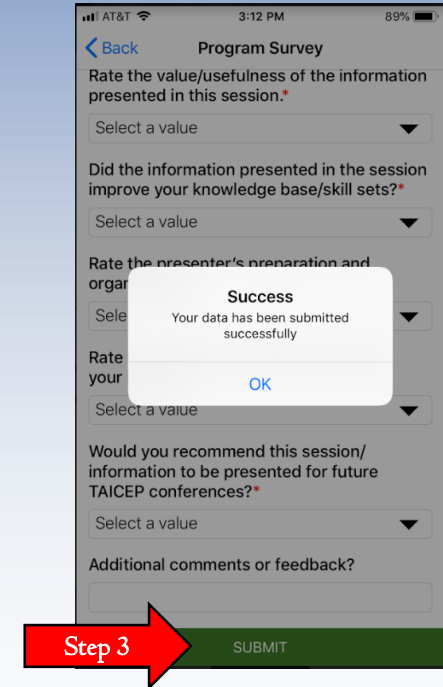 AT&T 3:12 PM 89%
Back Program Survey
Rate the value/usefulness of the information
presented in this session.*
Select a value
Did the information presented in the session
improve your knowledge base/skill sets?*
Select a value
Rate the presenter's preparation and
Success
Your data has been submitted
successfully
OK
Rate
your
Select a value
Would you recommend this session/
information to be presented for future
TAICEP conferences?*
Select a value
Additional comments or feedback?
Step 3 SUBMIT